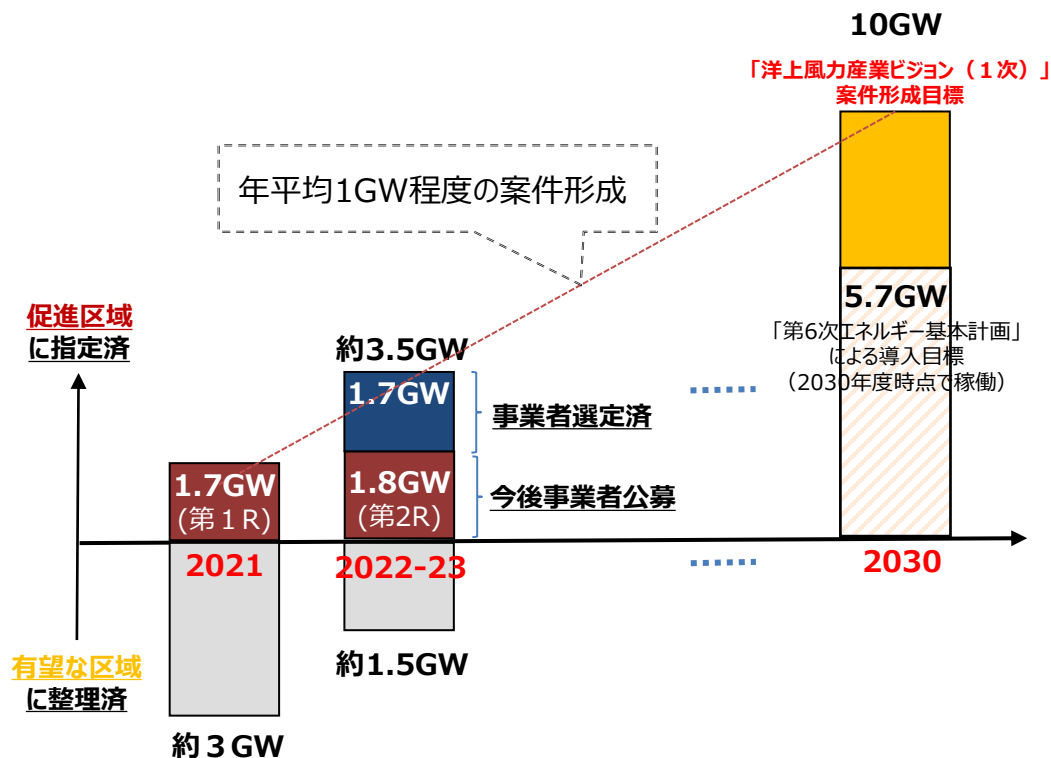 10GW
「洋上風力産業ビジョン（１次）」
案件形成目標
年平均1GW程度の案件形成
促進区域
に指定済
5.7GW
「第6次エネルギー基本計画」
による導入目標
（2030年度時点で稼働）
約3.5GW
1.7GW
事業者選定済
1.7GW
(第１R)
1.8GW
(第2R)
今後事業者公募
2021
2022-23
2030
有望な区域
に整理済
約1.5GW
約３GW